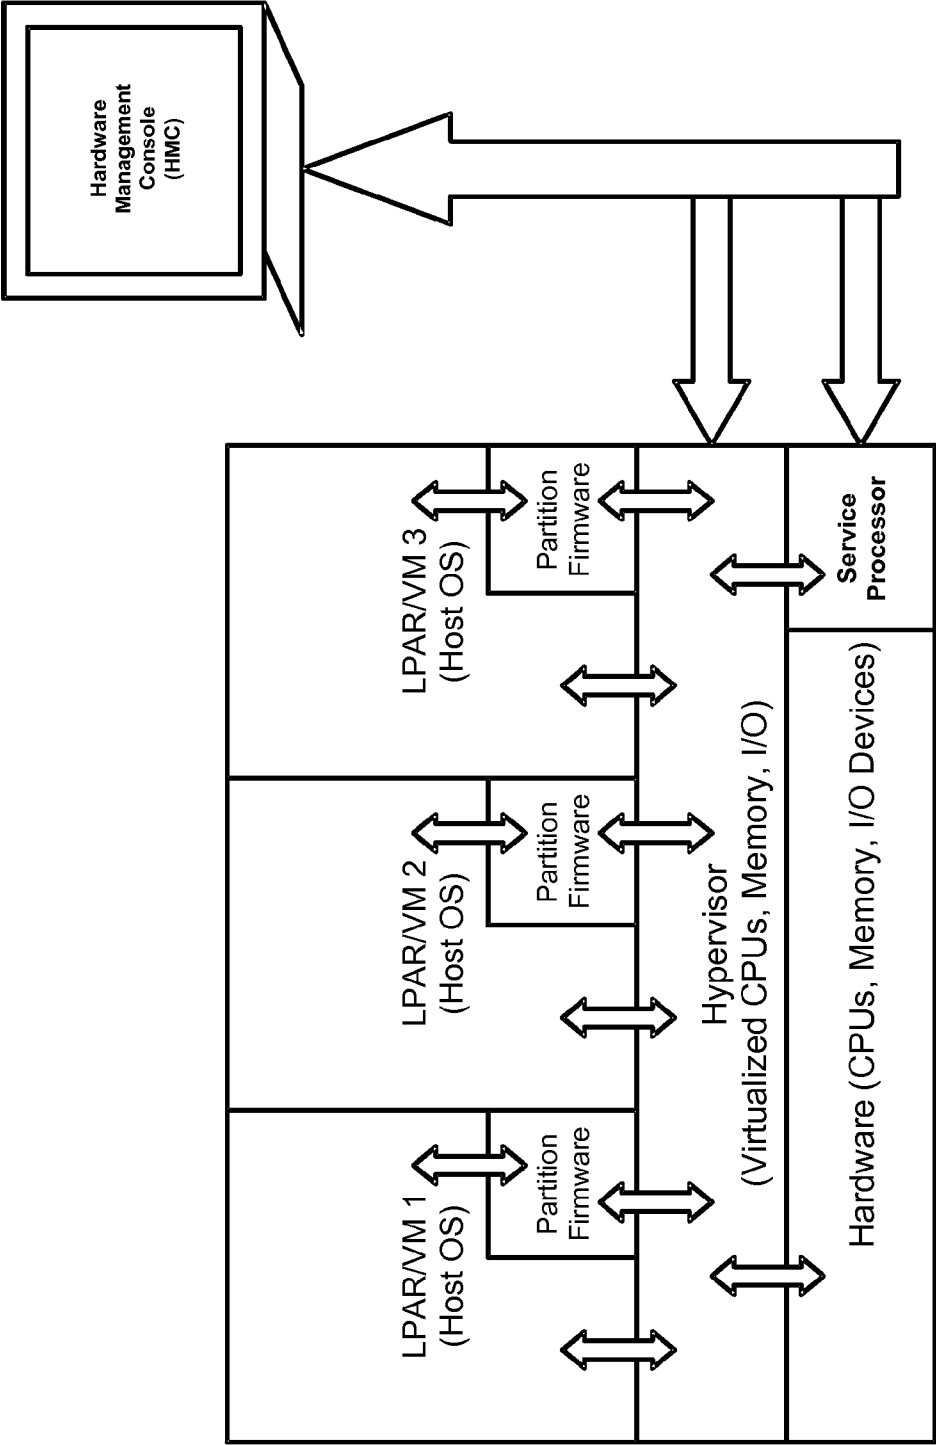 LPAR/VM 1
(Host OS)
Partition
Firmware
LPAR/VM 2
(Host OS)
Partition
Firmware
LPAR/VM 3
(Host OS)
Partition
Firmware
Hypervisor
(Virtualized CPUs, Memory, I/O)
Hardware (CPUs, Memory, I/O Devices)
Service
Processor
Hardware
Management
Console
(HMC)